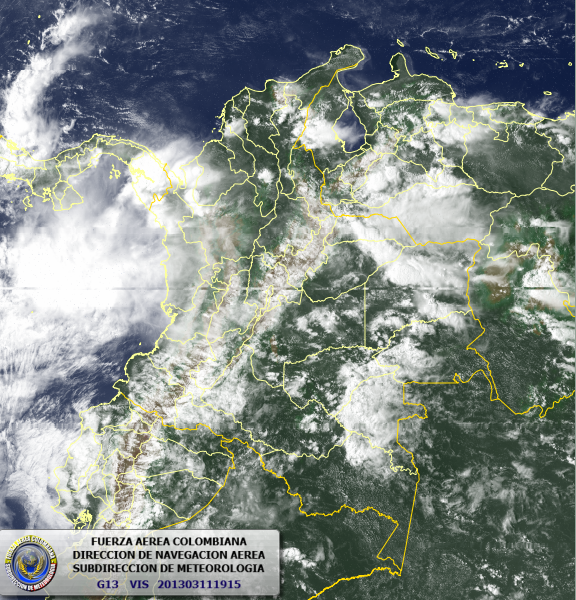 FUERZA AEREA COLOMBIANA
DIRECCION DE NAVEGACION AEREA
SUBDIRECCION DE METEOROLOGIA
G13 VIS 201303111915